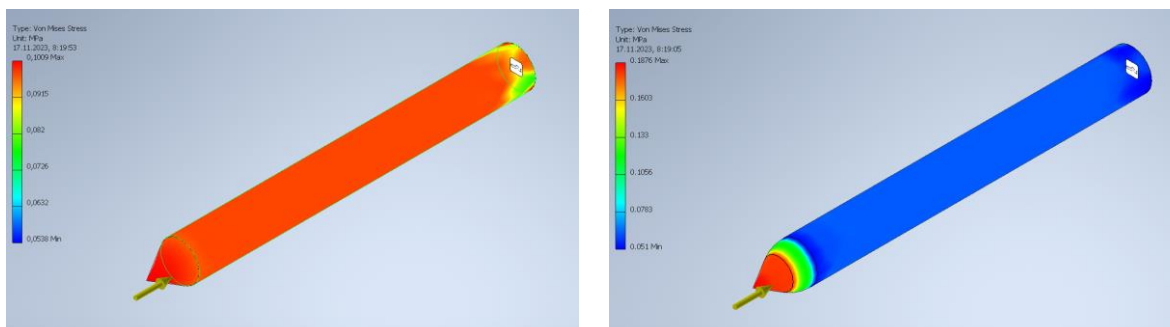 Type: Von Mises Stress
Unit: MPa
17.11.2023, 8:19:53
0,1009 Max
0,0915
0,082
0,0726
0,0632
0,0538 Min
Type: Von Mises Stress
Unit: MPa
17.11.2023, 8:19:05
0.1876 Max
0.1603
0.133
0.1056
0.0783
0.051 Min